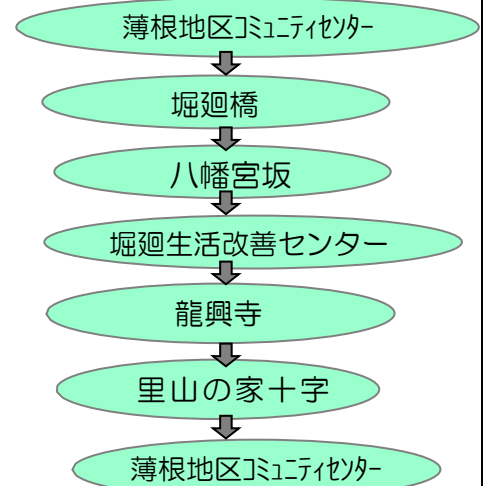 薄根地区ｺﾐｭﾆﾃｨｾﾝﾀｰ
堀廻橋
八幡宮坂
堀廻生活改善センター
龍興寺
里山の家十字
薄根地区ｺﾐｭﾆﾃｨｾﾝﾀｰ